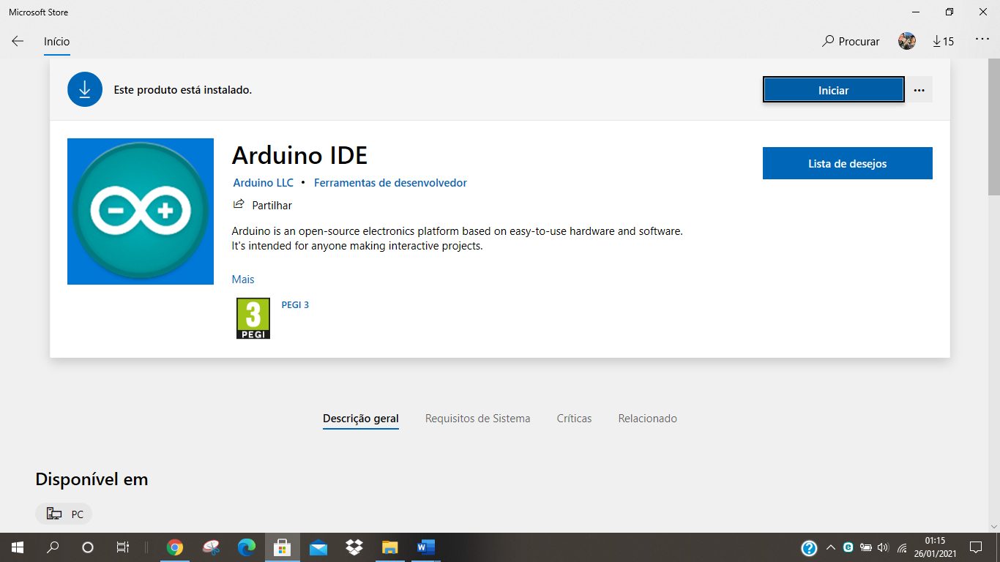 Microsoft Store
Início
Procurar
15
Este produto está instalado.
Iniciar
Arduino IDE
Lista de desejos
Arduino LLC • Ferramentas de desenvolvedor
Partilhar
Arduino is an open-source electronics platform based on easy-to-use hardware and software.
It's intended for anyone making interactive projects.
Mais
3
PEGI
PEGI 3
Descrição geral
Requisitos de Sistema
Críticas
Relacionado
Disponível em
PC
01:15
26/01/2021